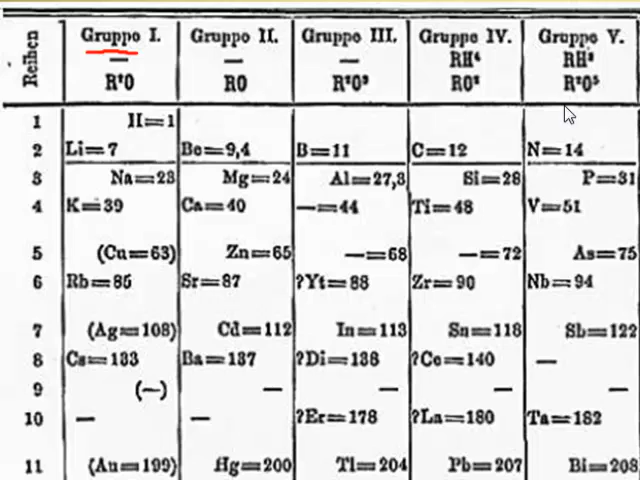 Reihen Gruppe I. Gruppe II. Gruppe III. Gruppe IV. Gruppe V.
— — — RH⁴ RH³
R²O RO R²O³ RO² R²O⁵
1 H=1
2 Li=7 Be=9,4 B=11 C=12 N=14
3 Na=23 Mg=24 Al=27,3 Si=28 P=31
4 K=39 Ca=40 —=44 Ti=48 V=51
5 (Cu=63) Zn=65 —=68 —=72 As=75
6 Rb=85 Sr=87 ?Yt=88 Zr=90 Nb=94
7 (Ag=108) Cd=112 In=113 Sn=118 Sb=122
8 Cs=133 Ba=137 ?Di=138 ?Ce=140 —
9 (—) — — — —
10 — — ?Er=178 ?La=180 Ta=182
11 (Au=199) Hg=200 Tl=204 Pb=207 Bi=208